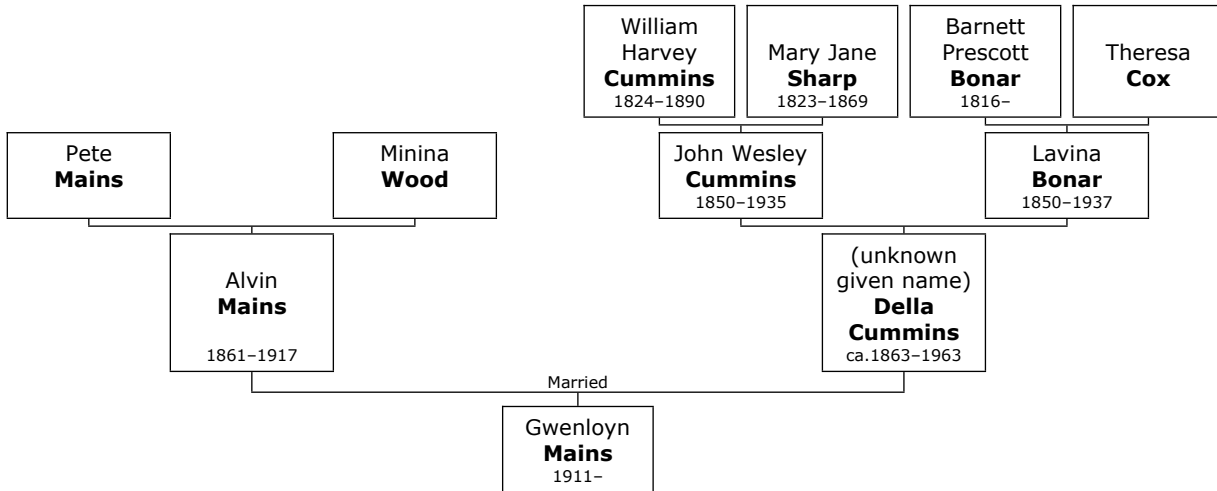 William
Harvey
Cummins
1824–1890
Mary Jane
Sharp
1823–1869
Barnett
Prescott
Bonar
1816–
Theresa
Cox
Pete
Mains
Minina
Wood
John Wesley
Cummins
1850–1935
Lavina
Bonar
1850–1937
Alvin
Mains
1861–1917
(unknown
given name)
Della
Cummins
ca.1863–1963
Married
Gwenloyn
Mains
1911–